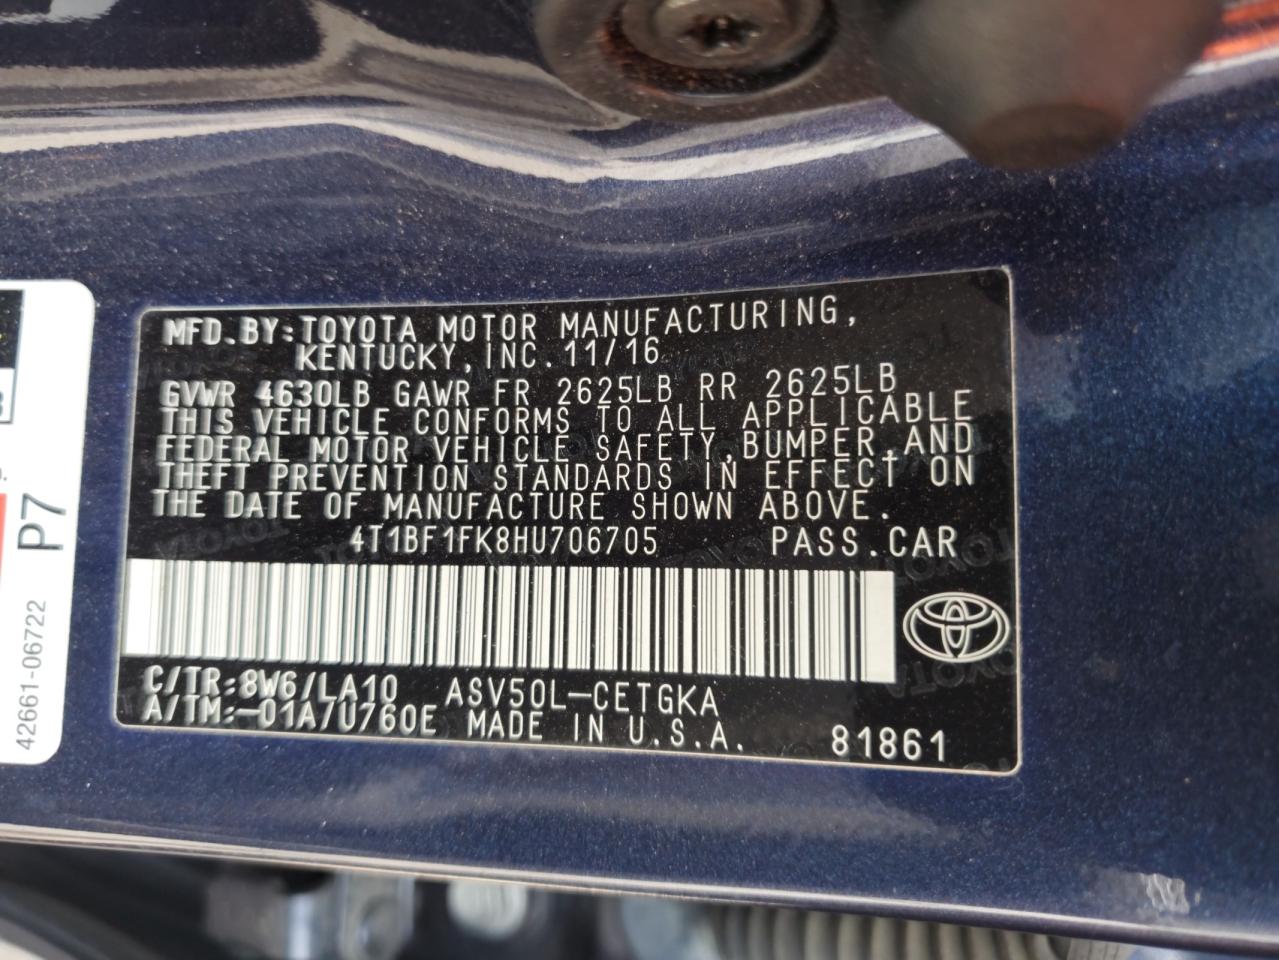 MFD.BY:TOYOTA MOTOR MANUFACTURING,
KENTUCKY,INC. 11/16
GVWR 4630LB GAWR FR 2625LB RR 2625LB
THIS VEHICLE CONFORMS TO ALL APPLICABLE
FEDERAL MOTOR VEHICLE SAFETY,BUMPER,AND
THEFT PREVENTION STANDARDS IN EFFECT ON
THE DATE OF MANUFACTURE SHOWN ABOVE.
4T1BF1FK8HU706705 PASS.CAR
C/TR:8W6/LA10 ASV50L-CETGKA
A/TM:-01A/U760E MADE IN U.S.A. 81861
P7
42661-06722